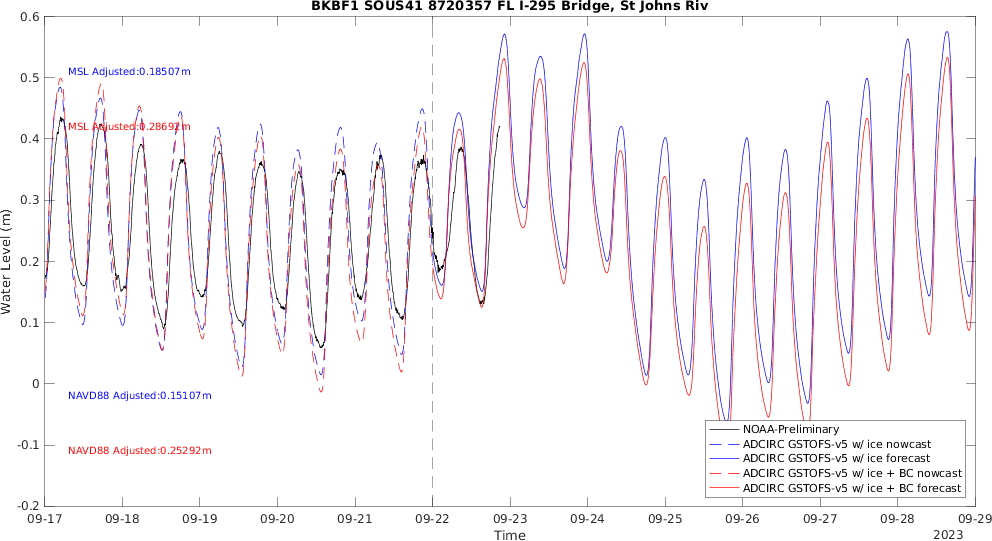 BKBF1 SOUS41 8720357 FL I-295 Bridge, St Johns Riv
0.6
0.5
0.4
0.3
0.2
0.1
0
-0.1
-0.2
Water Level (m)
MSL Adjusted:0.18507m
MSL Adjusted:0.28692m
NAVD88 Adjusted:0.15107m
NAVD88 Adjusted:0.25292m
NOAA-Preliminary
ADCIRC GSTOFS-v5 w/ ice nowcast
ADCIRC GSTOFS-v5 w/ ice forecast
ADCIRC GSTOFS-v5 w/ ice + BC nowcast
ADCIRC GSTOFS-v5 w/ ice + BC forecast
09-17 09-18 09-19 09-20 09-21 09-22 09-23 09-24 09-25 09-26 09-27 09-28 09-29
Time
2023